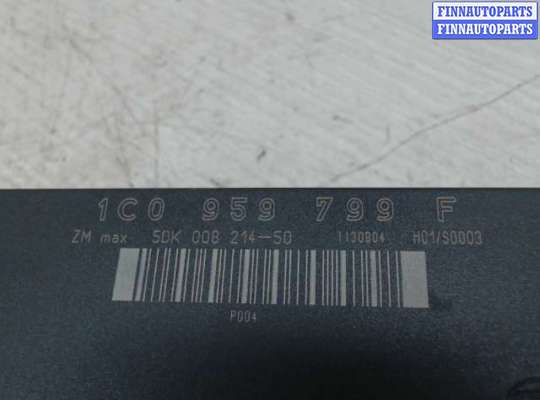 FINNAUTOPARTS
FINNAUTOPARTS
1C0 959 799 F
ZM max. 5DK 008 214-50 1130804 H01/S0003
P004